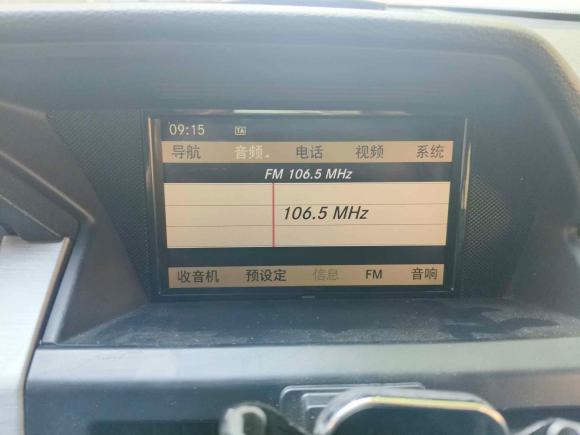 09:15 TA
导航 音频 电话 视频 系统
FM 106.5 MHz
106.5 MHz
收音机 预设定 信息 FM 音响